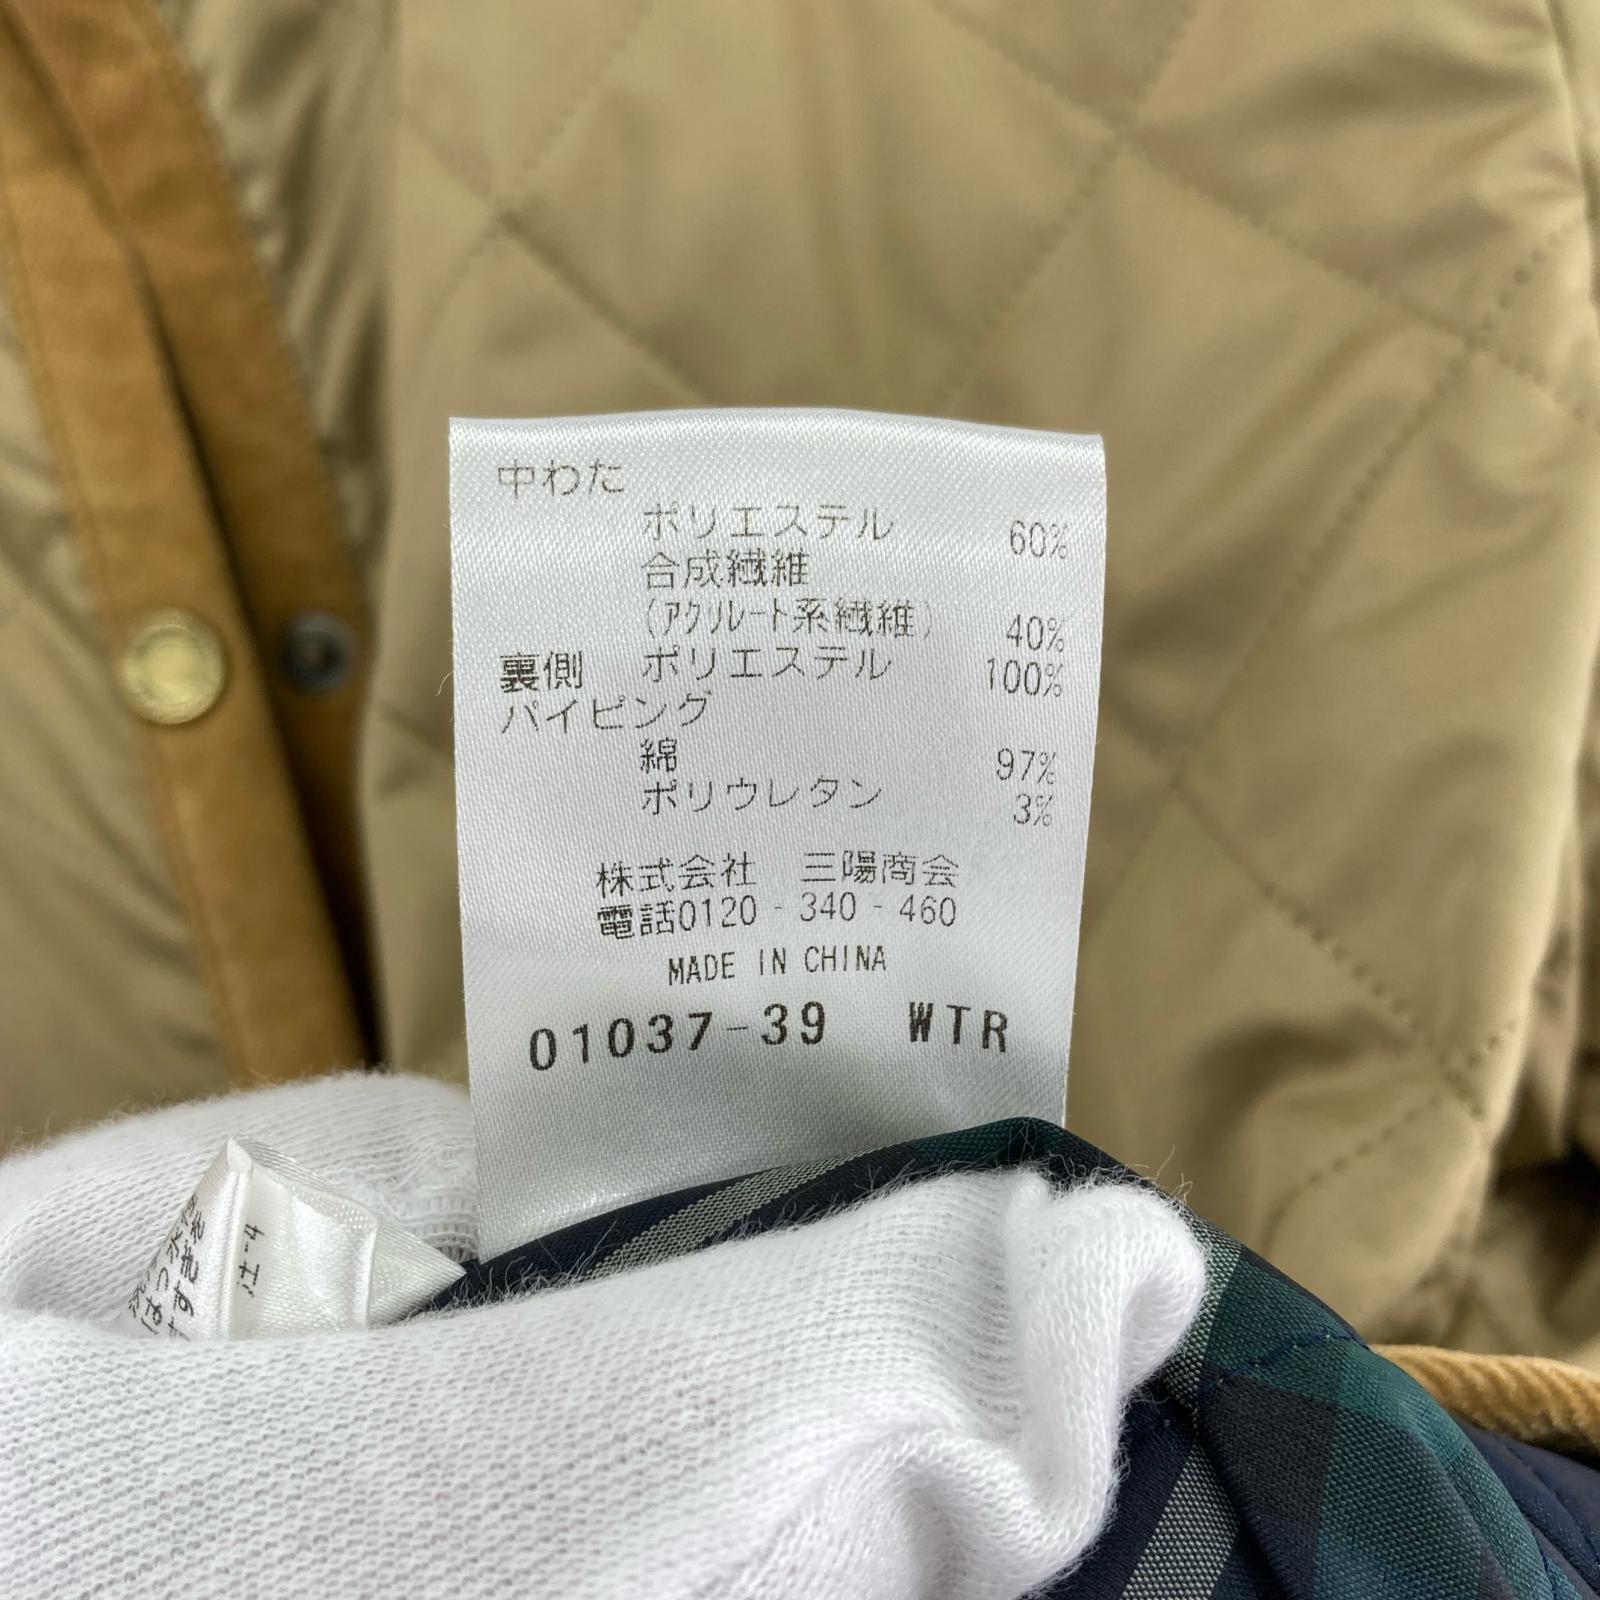 中わた
ポリエステル 60%
合成繊維
(アクリレート系繊維) 40%
裏側 ポリエステル 100%
パイピング
綿 97%
ポリウレタン 3%
株式会社 三陽商会
電話0120-340-460
MADE IN CHINA
01037-39 WTR